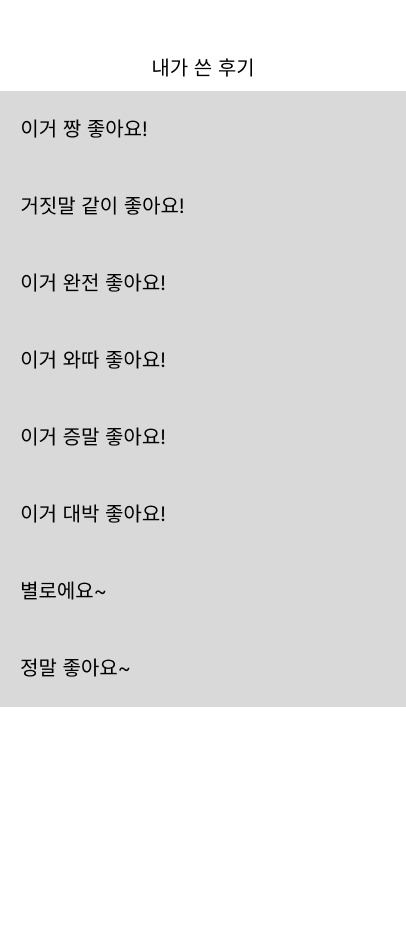 내가 쓴 후기
이거 짱 좋아요!
거짓말 같이 좋아요!
이거 완전 좋아요!
이거 와따 좋아요!
이거 증말 좋아요!
이거 대박 좋아요!
별로에요~
정말 좋아요~